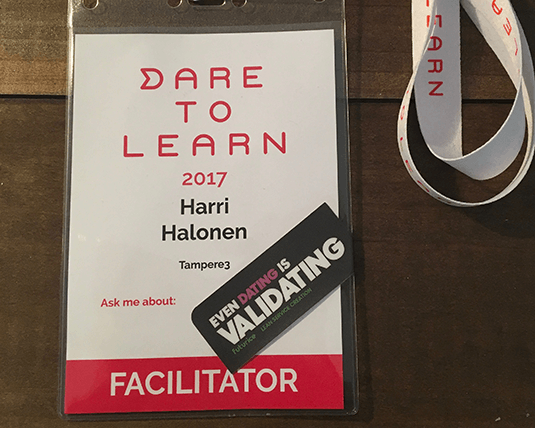 DARE
TO
LEARN
2017
Harri
Halonen
Tampere3
Ask me about:
EVEN DATING IS
VALIDATING
futurice LEAN SERVICE CREATION
FACILITATOR
LEARN